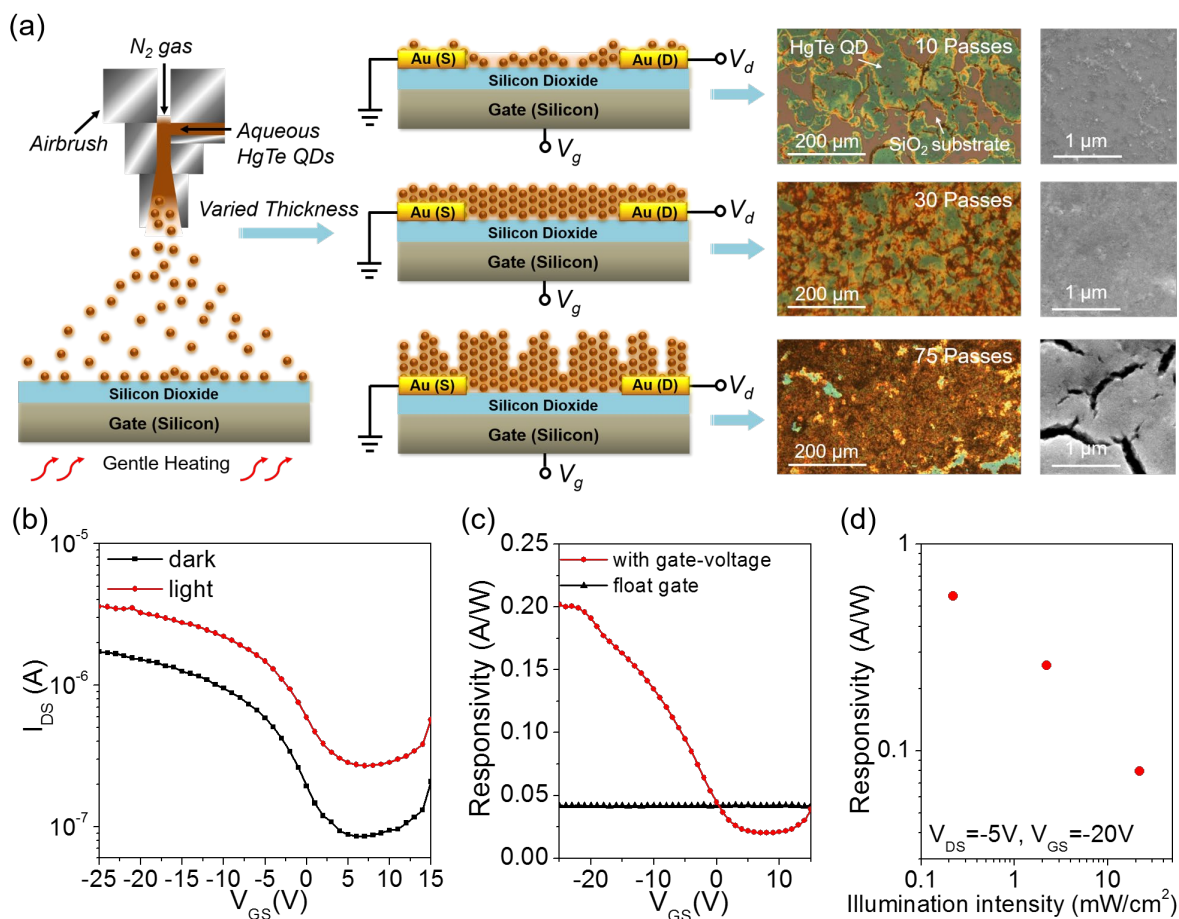 (a)
N₂ gas
Airbrush
Aqueous
HgTe QDs
Varied Thickness
Silicon Dioxide
Gate (Silicon)
Gentle Heating
Au (S)
Au (D)
Vd
Silicon Dioxide
Gate (Silicon)
Vg
Au (S)
Au (D)
Vd
Silicon Dioxide
Gate (Silicon)
Vg
Au (S)
Au (D)
Vd
Silicon Dioxide
Gate (Silicon)
Vg
HgTe QD
10 Passes
200 µm
SiO₂ substrate
1 µm
30 Passes
200 µm
1 µm
75 Passes
200 µm
1 µm
(b)
dark
light
I_DS (A)
10⁻⁵
10⁻⁶
10⁻⁷
-25 -20 -15 -10 -5 0 5 10 15
V_GS(V)
(c)
with gate-voltage
float gate
Responsivity (A/W)
0.25
0.20
0.15
0.10
0.05
0.00
-20 -10 0 10
V_GS(V)
(d)
Responsivity (A/W)
1
0.1
V_DS=-5V, V_GS=-20V
0.1 1 10
Illumination intensity (mW/cm²)